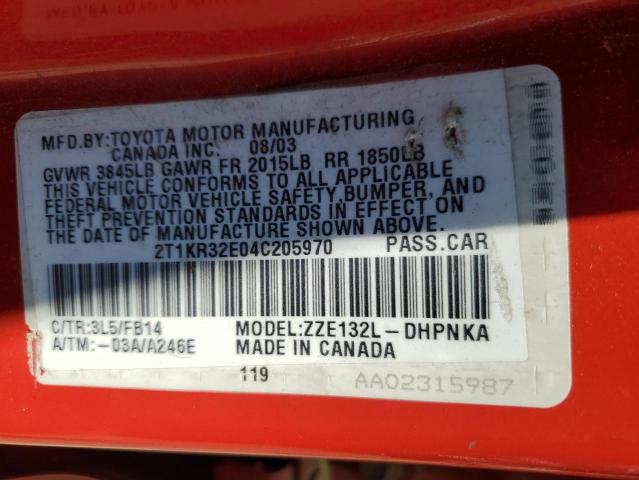 MFD.BY:TOYOTA MOTOR MANUFACTURING
CANADA INC. 08/03
GVWR 3845LB GAWR FR 2015LB RR 1850LB
THIS VEHICLE CONFORMS TO ALL APPLICABLE
FEDERAL MOTOR VEHICLE SAFETY,BUMPER, AND
THEFT PREVENTION STANDARDS IN EFFECT ON
THE DATE OF MANUFACTURE SHOWN ABOVE.
2T1KR32E04C205970 PASS.CAR
C/TR:3L5/FB14 MODEL:ZZE132L-DHPNKA
A/TM:-03A/A246E MADE IN CANADA
119 AA02315987